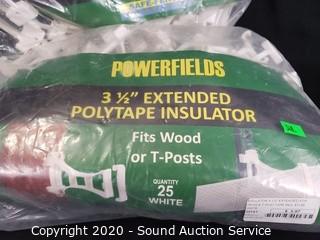 POWERFIELDS
3 ½" EXTENDED
POLYTAPE INSULATOR
Fits Wood
or T-Posts
QUANTITY
25
WHITE
Copyright 2020 - Sound Auction Service